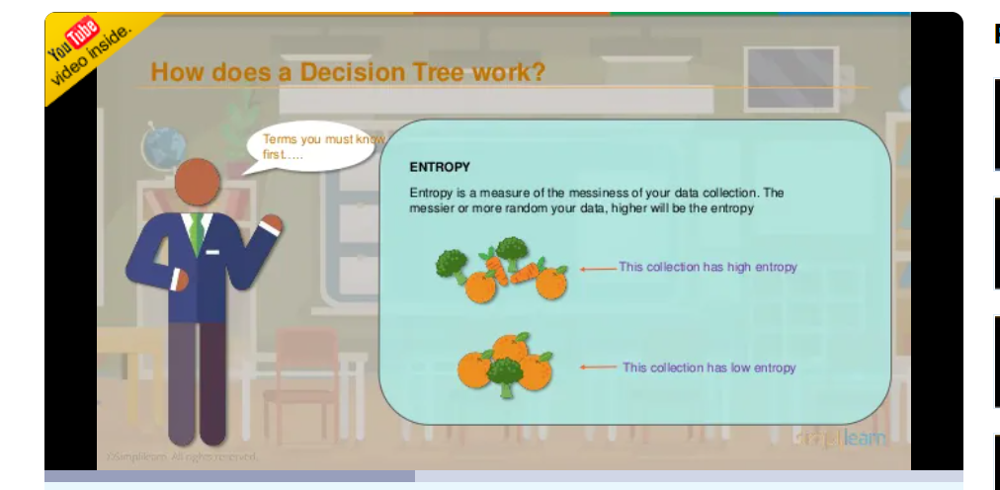 You Tube
video inside.
How does a Decision Tree work?
Terms you must know
first.....
ENTROPY
Entropy is a measure of the messiness of your data collection. The
messier or more random your data, higher will be the entropy
This collection has high entropy
This collection has low entropy
simplilearn
©Simplilearn. All rights reserved.